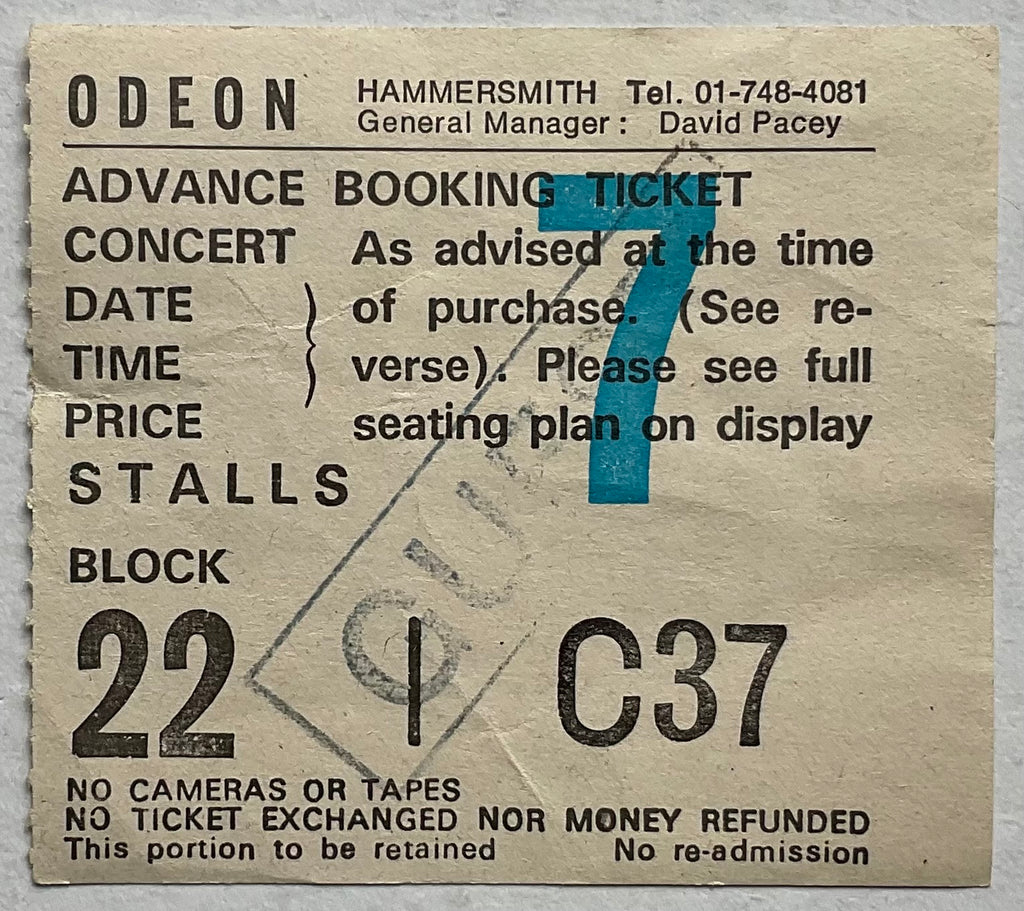 ODEON HAMMERSMITH Tel. 01-748-4081
General Manager: David Pacey
ADVANCE BOOKING TICKET
CONCERT As advised at the time
DATE } of purchase. (See re-
TIME verse). Please see full
PRICE seating plan on display
STALLS
7
BLOCK
22 | C37
NO CAMERAS OR TAPES
NO TICKET EXCHANGED NOR MONEY REFUNDED
This portion to be retained No re-admission